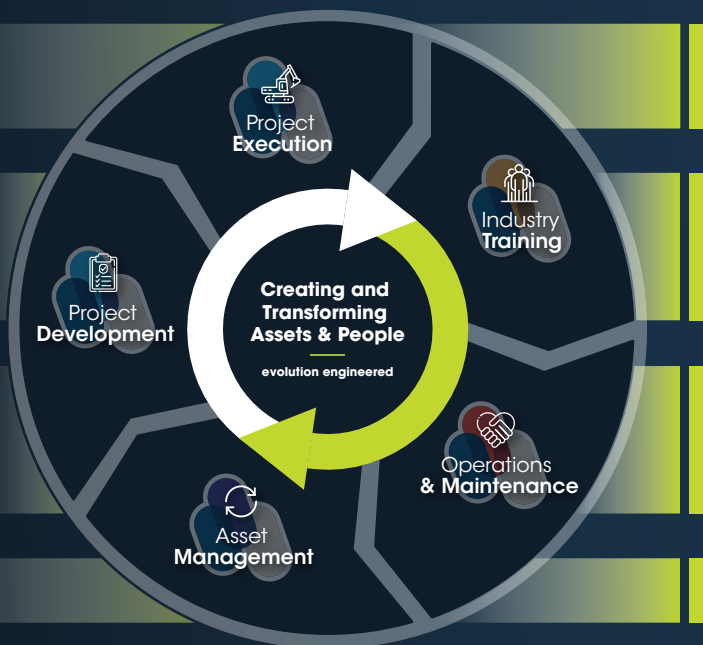 Project
Execution
Industry
Training
Project
Development
Creating and
Transforming
Assets & People
evolution engineered
Operations
& Maintenance
Asset
Management